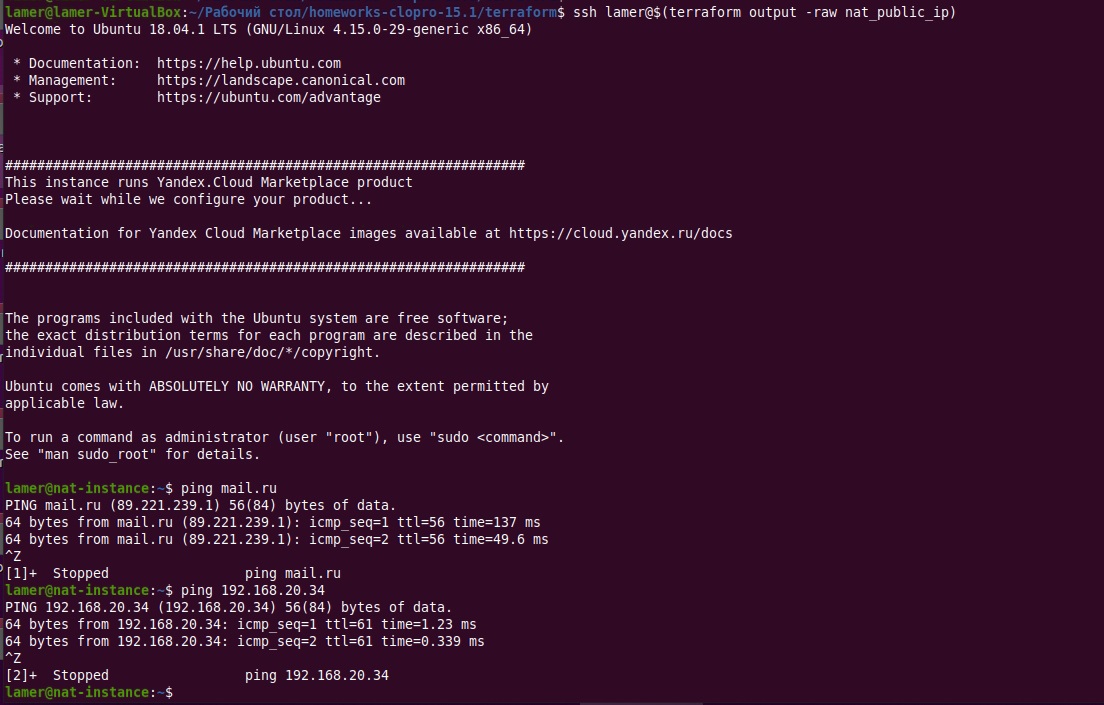 lamer@lamer-VirtualBox:~/Рабочий стол/homeworks-clopro-15.1/terraform$ ssh lamer@$(terraform output -raw nat_public_ip)
Welcome to Ubuntu 18.04.1 LTS (GNU/Linux 4.15.0-29-generic x86_64)
* Documentation:  https://help.ubuntu.com
* Management:     https://landscape.canonical.com
* Support:        https://ubuntu.com/advantage
#################################################################
This instance runs Yandex.Cloud Marketplace product
Please wait while we configure your product...
Documentation for Yandex Cloud Marketplace images available at https://cloud.yandex.ru/docs
#################################################################
The programs included with the Ubuntu system are free software;
the exact distribution terms for each program are described in the
individual files in /usr/share/doc/*/copyright.
Ubuntu comes with ABSOLUTELY NO WARRANTY, to the extent permitted by
applicable law.
To run a command as administrator (user "root"), use "sudo <command>".
See "man sudo_root" for details.
lamer@nat-instance:~$ ping mail.ru
PING mail.ru (89.221.239.1) 56(84) bytes of data.
64 bytes from mail.ru (89.221.239.1): icmp_seq=1 ttl=56 time=137 ms
64 bytes from mail.ru (89.221.239.1): icmp_seq=2 ttl=56 time=49.6 ms
^Z
[1]+  Stopped                 ping mail.ru
lamer@nat-instance:~$ ping 192.168.20.34
PING 192.168.20.34 (192.168.20.34) 56(84) bytes of data.
64 bytes from 192.168.20.34: icmp_seq=1 ttl=61 time=1.23 ms
64 bytes from 192.168.20.34: icmp_seq=2 ttl=61 time=0.339 ms
^Z
[2]+  Stopped                 ping 192.168.20.34
lamer@nat-instance:~$